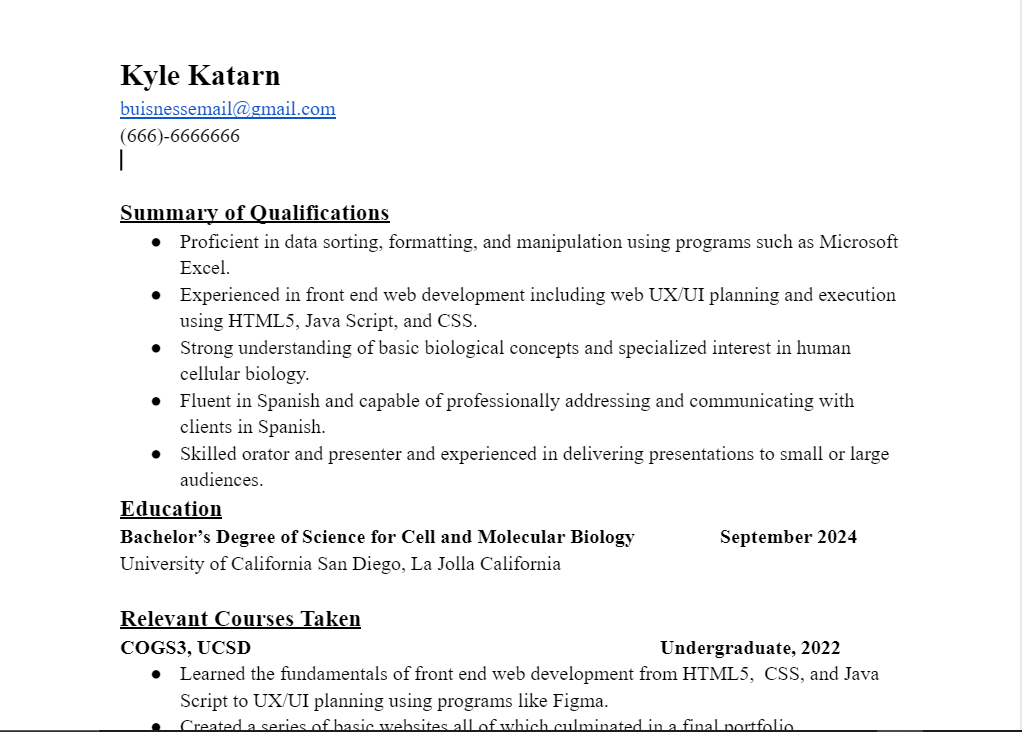 Kyle Katarn
buisnessemail@gmail.com
(666)-6666666
Summary of Qualifications
● Proficient in data sorting, formatting, and manipulation using programs such as Microsoft
Excel.
● Experienced in front end web development including web UX/UI planning and execution
using HTML5, Java Script, and CSS.
● Strong understanding of basic biological concepts and specialized interest in human
cellular biology.
● Fluent in Spanish and capable of professionally addressing and communicating with
clients in Spanish.
● Skilled orator and presenter and experienced in delivering presentations to small or large
audiences.
Education
Bachelor’s Degree of Science for Cell and Molecular Biology September 2024
University of California San Diego, La Jolla California
Relevant Courses Taken
COGS3, UCSD Undergraduate, 2022
● Learned the fundamentals of front end web development from HTML5,  CSS, and Java
Script to UX/UI planning using programs like Figma.
● Created a series of basic websites all of which culminated in a final portfolio